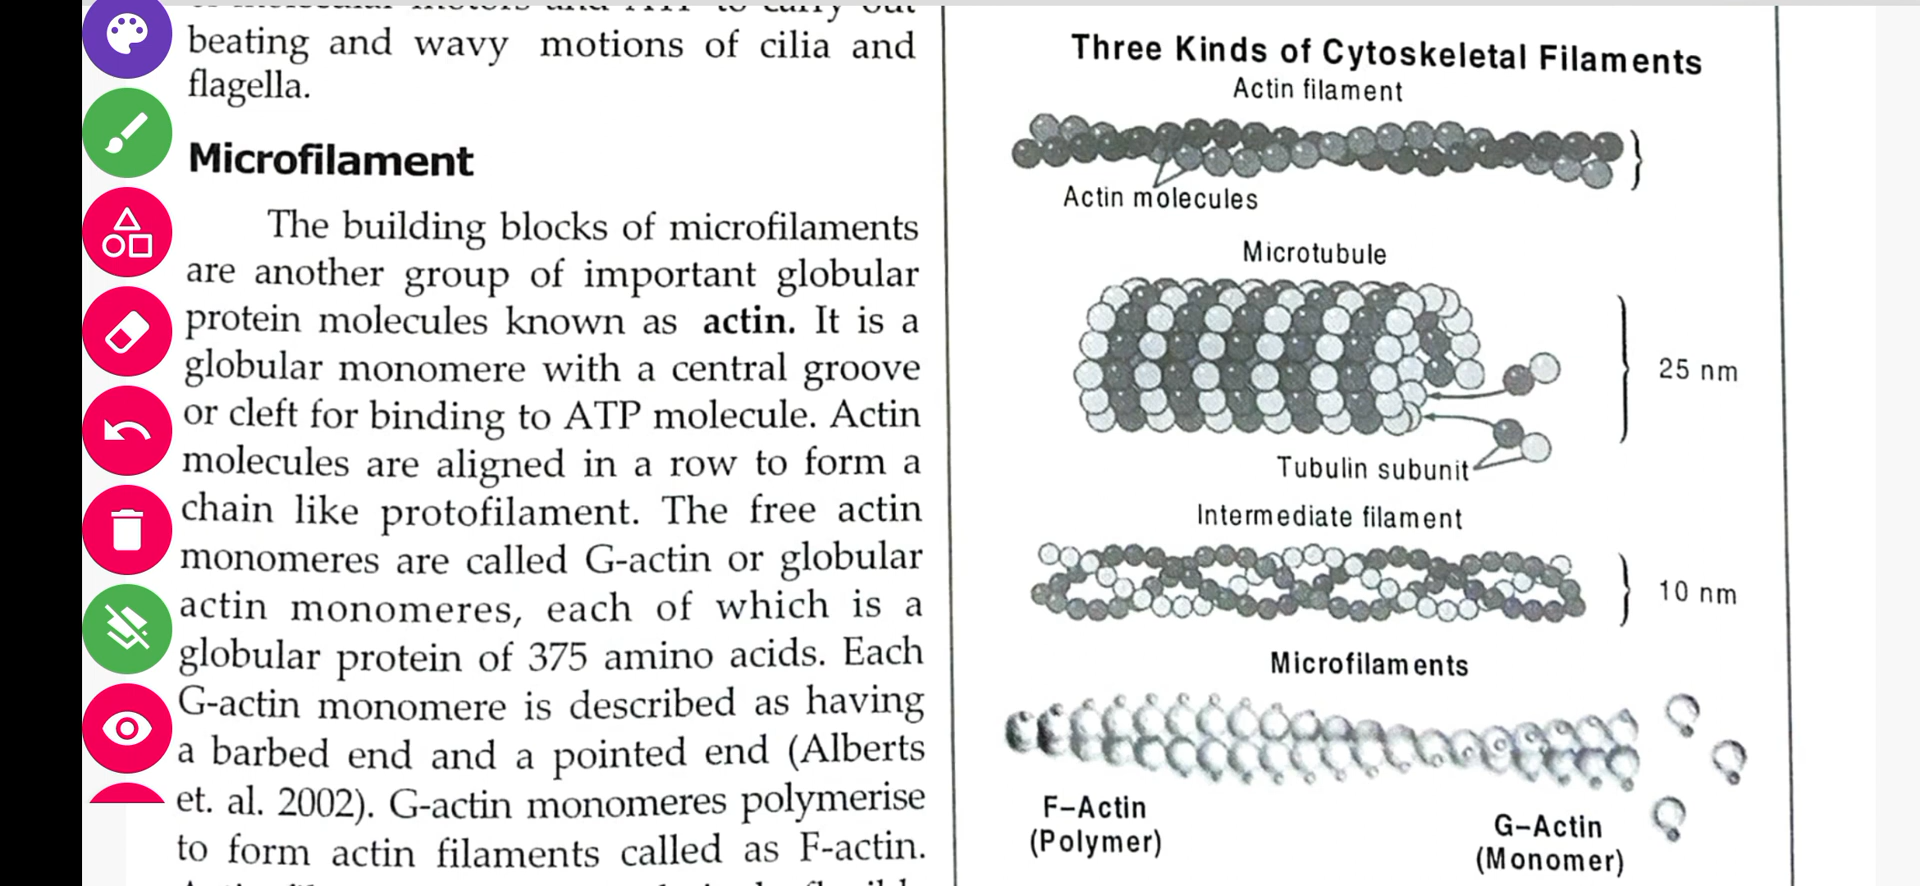 beating and wavy motions of cilia and
flagella.
Microfilament
The building blocks of microfilaments
are another group of important globular
protein molecules known as actin. It is a
globular monomere with a central groove
or cleft for binding to ATP molecule. Actin
molecules are aligned in a row to form a
chain like protofilament. The free actin
monomeres are called G-actin or globular
actin monomeres, each of which is a
globular protein of 375 amino acids. Each
G-actin monomere is described as having
a barbed end and a pointed end (Alberts
et. al. 2002). G-actin monomeres polymerise
to form actin filaments called as F-actin.
Three Kinds of Cytoskeletal Filaments
Actin filament
Actin molecules
Microtubule
25 nm
Tubulin subunit
Intermediate filament
10 nm
Microfilaments
F–Actin
(Polymer)
G–Actin
(Monomer)